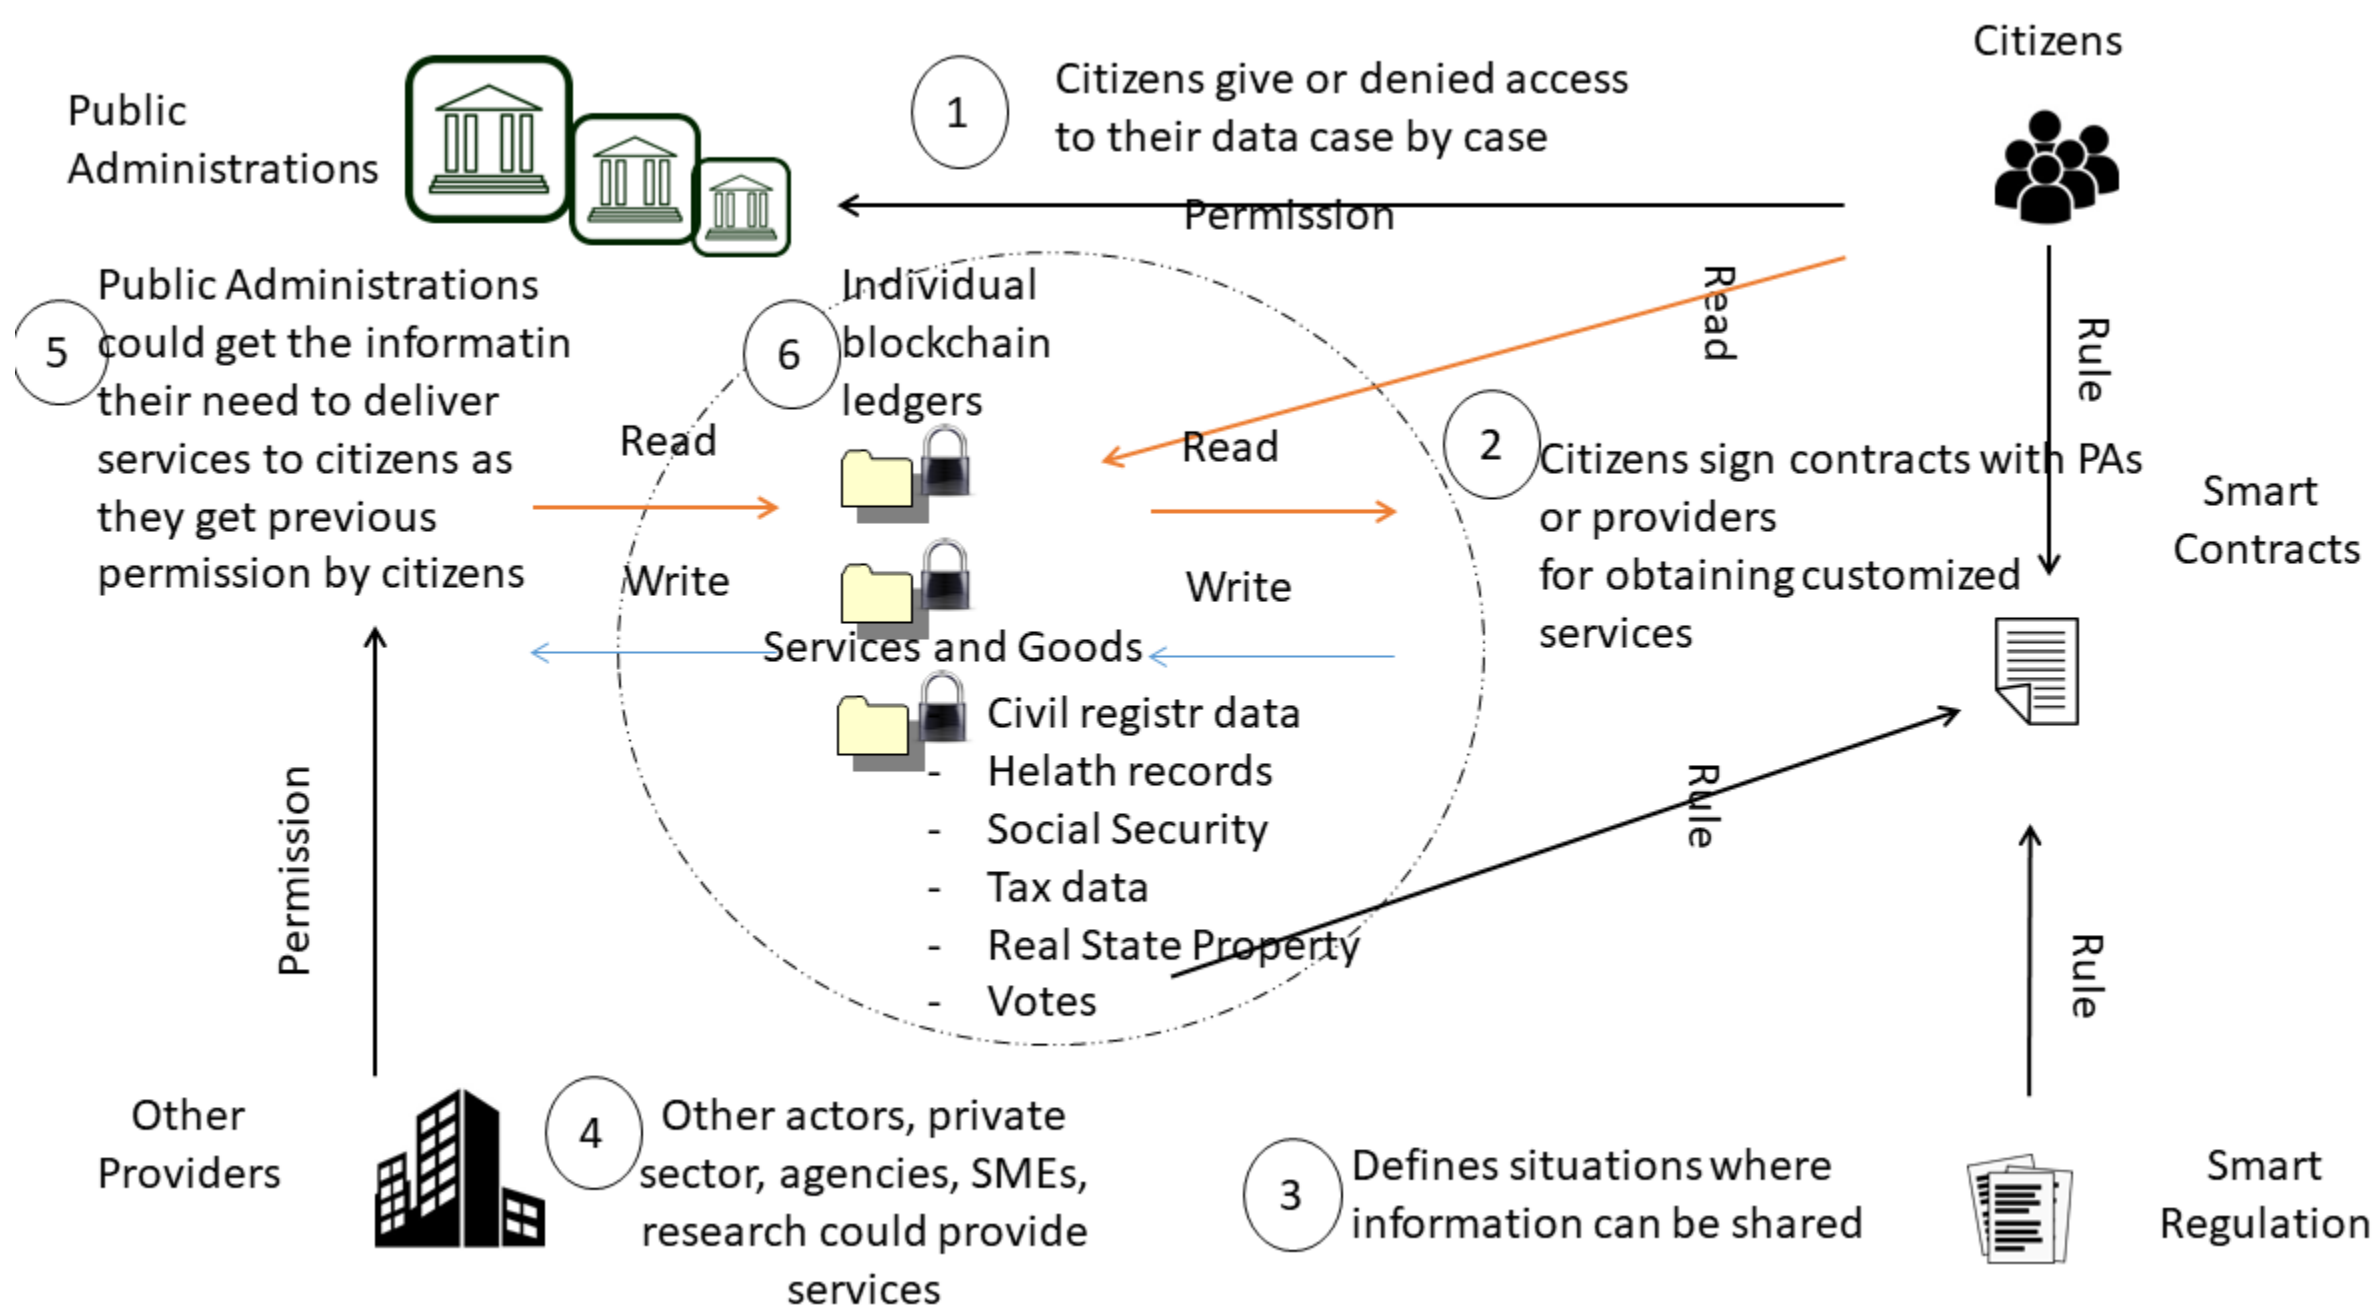 Citizens
Public
Administrations
1
Citizens give or denied access
to their data case by case
Permission
5
Public Administrations
could get the informatin
their need to deliver
services to citizens as
they get previous
permission by citizens
6
Individual
blockchain
ledgers
Read
Rule
Read
Write
Read
Write
2
Citizens sign contracts with PAs
or providers
for obtaining customized
services
Smart
Contracts
Services and Goods
- Civil registr data
- Helath records
- Social Security
- Tax data
- Real State Property
- Votes
Rule
Rule
Permission
Other
Providers
4
Other actors, private
sector, agencies, SMEs,
research could provide
services
3
Defines situations where
information can be shared
Smart
Regulation